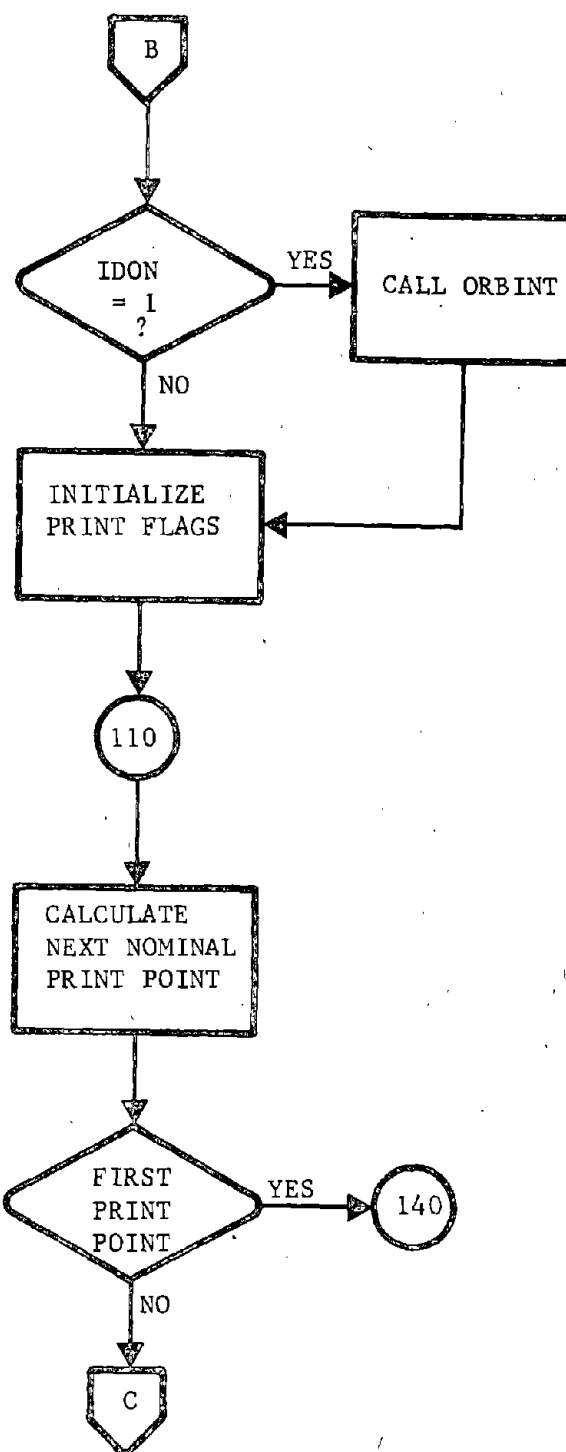 B
IDON
= 1
?
YES
CALL ORBINT
NO
INITIALIZE
PRINT FLAGS
110
CALCULATE
NEXT NOMINAL
PRINT POINT
FIRST
PRINT
POINT
YES
140
NO
C